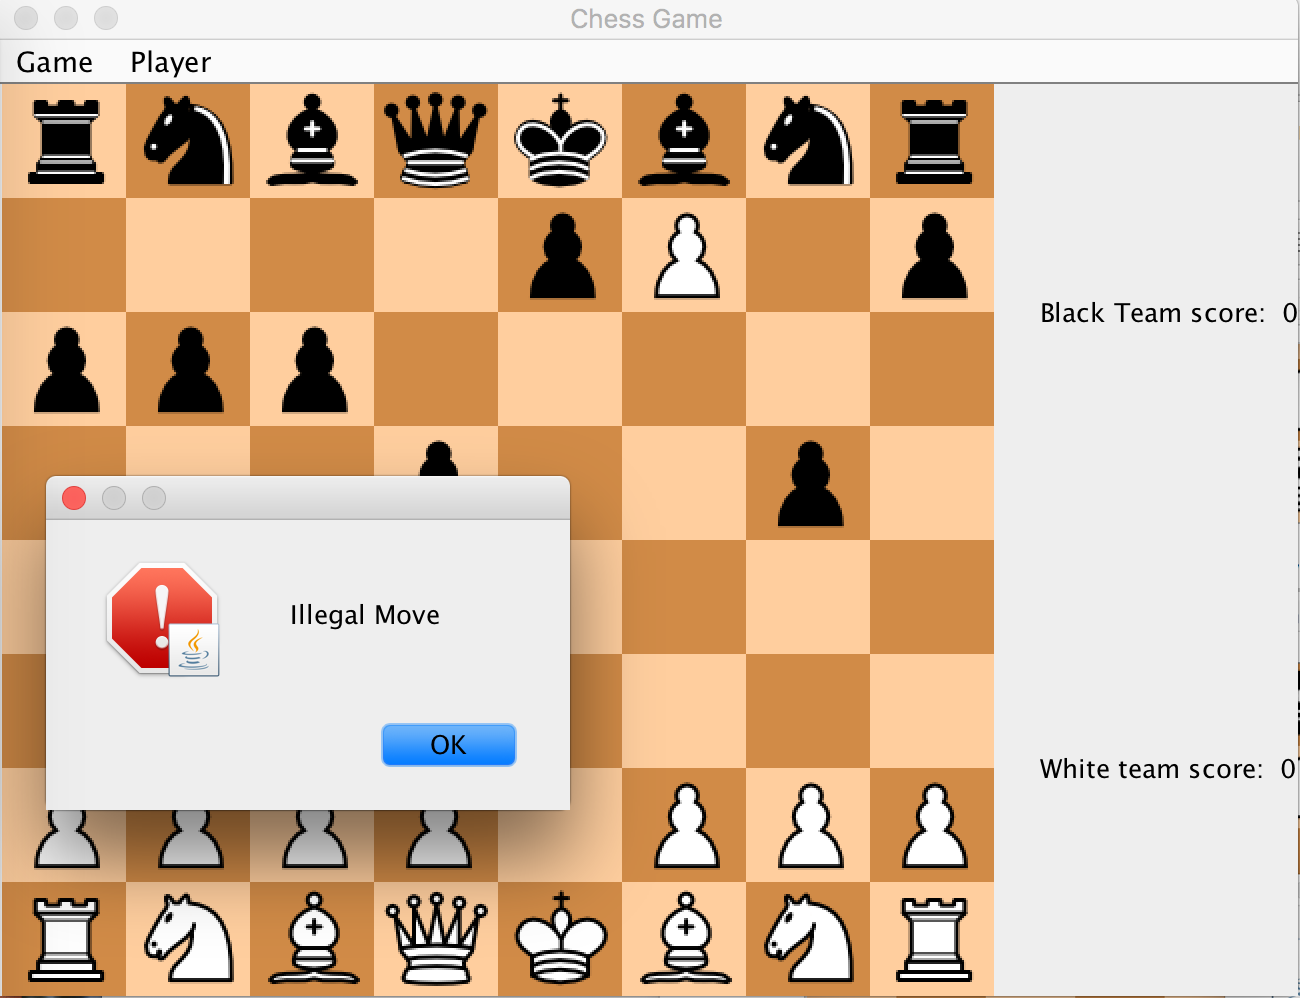 Chess Game
Game Player
Black Team score: 0
Illegal Move
OK
White team score: 0